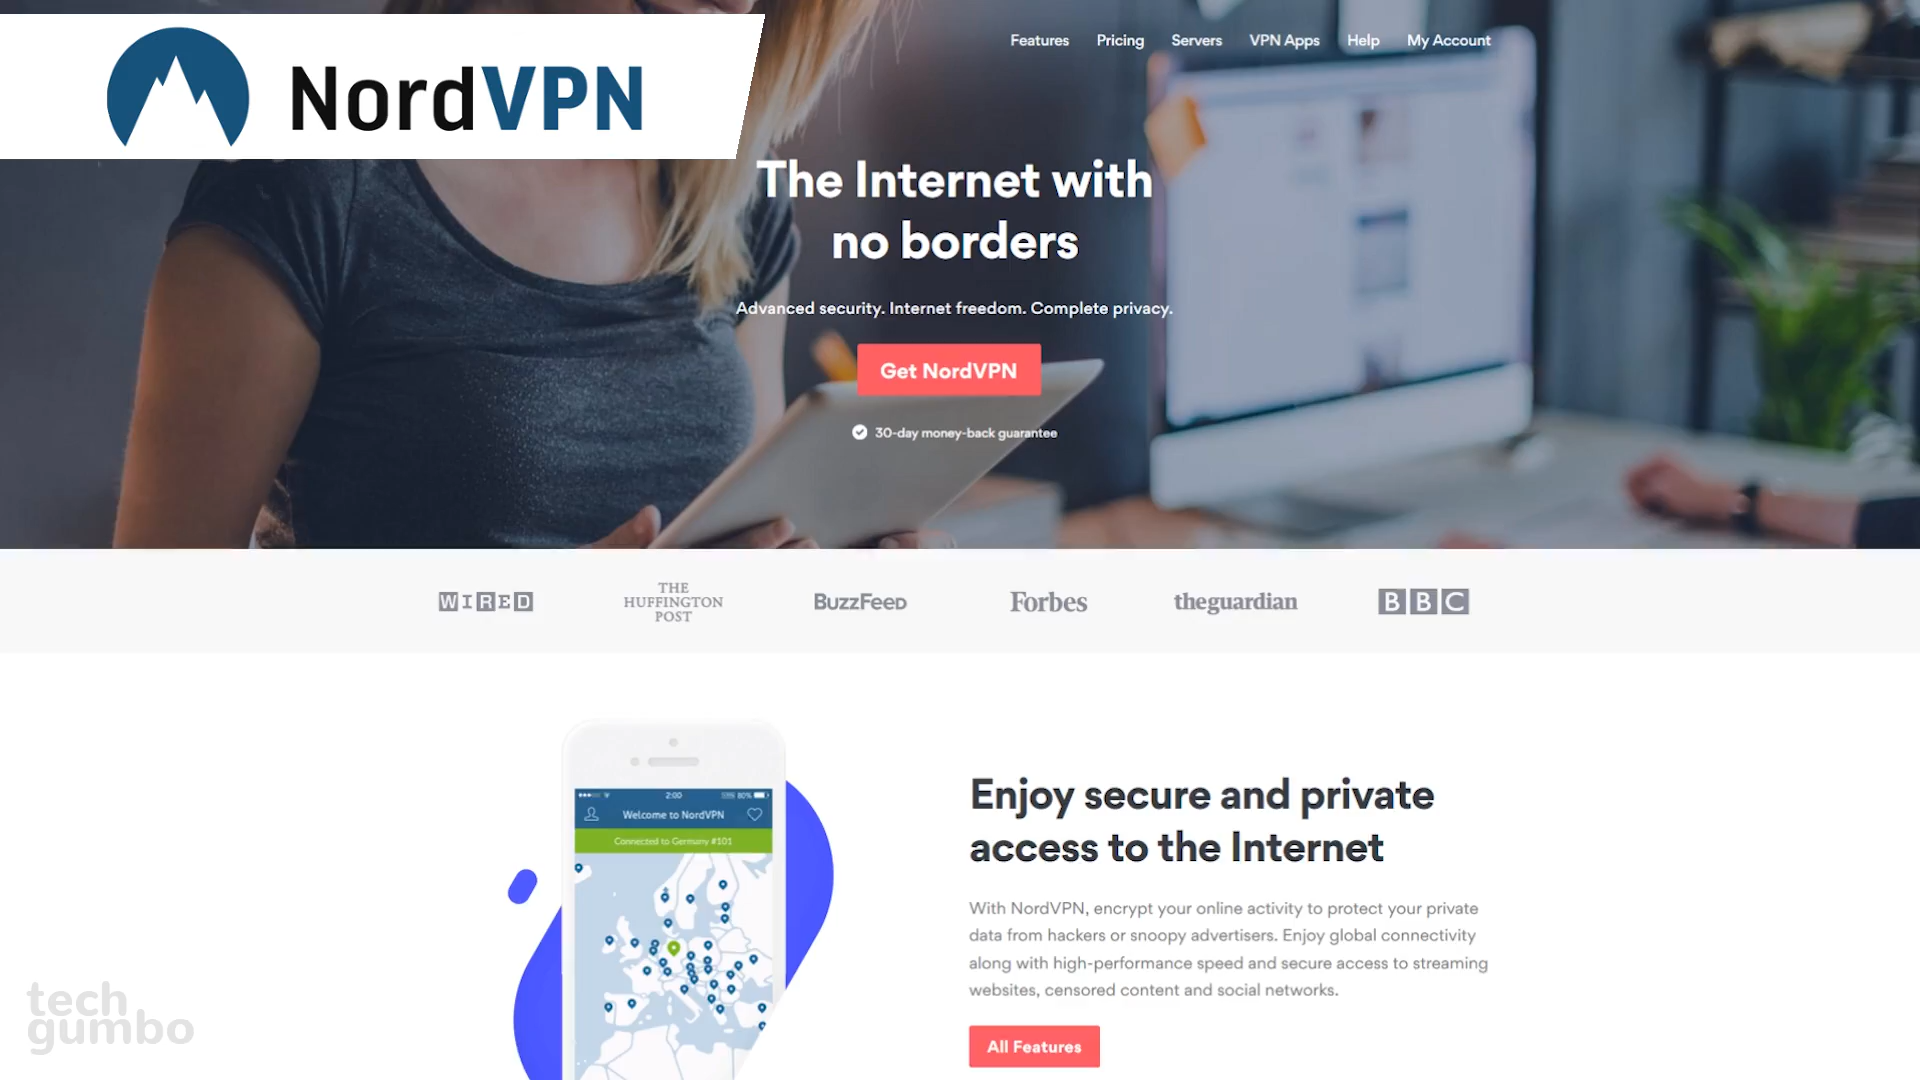 NordVPN
Features Pricing Servers VPN Apps Help My Account
The Internet with
no borders
Advanced security. Internet freedom. Complete privacy.
Get NordVPN
30-day money-back guarantee
WIRED
THE
HUFFINGTON
POST
BuzzFeed
Forbes
theguardian
BBC
2:00
80%
Welcome to NordVPN
Connected to Germany #101
Enjoy secure and private
access to the Internet
With NordVPN, encrypt your online activity to protect your private
data from hackers or snoopy advertisers. Enjoy global connectivity
along with high-performance speed and secure access to streaming
websites, censored content and social networks.
All Features
tech
gumbo